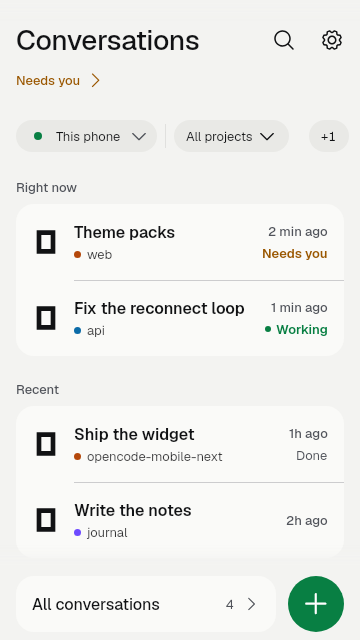 Conversations
Needs you
This phone
All projects
+1
Right now
Theme packs
2 min ago
web
Needs you
Fix the reconnect loop
1 min ago
api
Working
Recent
Ship the widget
1h ago
opencode-mobile-next
Done
Write the notes
2h ago
journal
All conversations
4